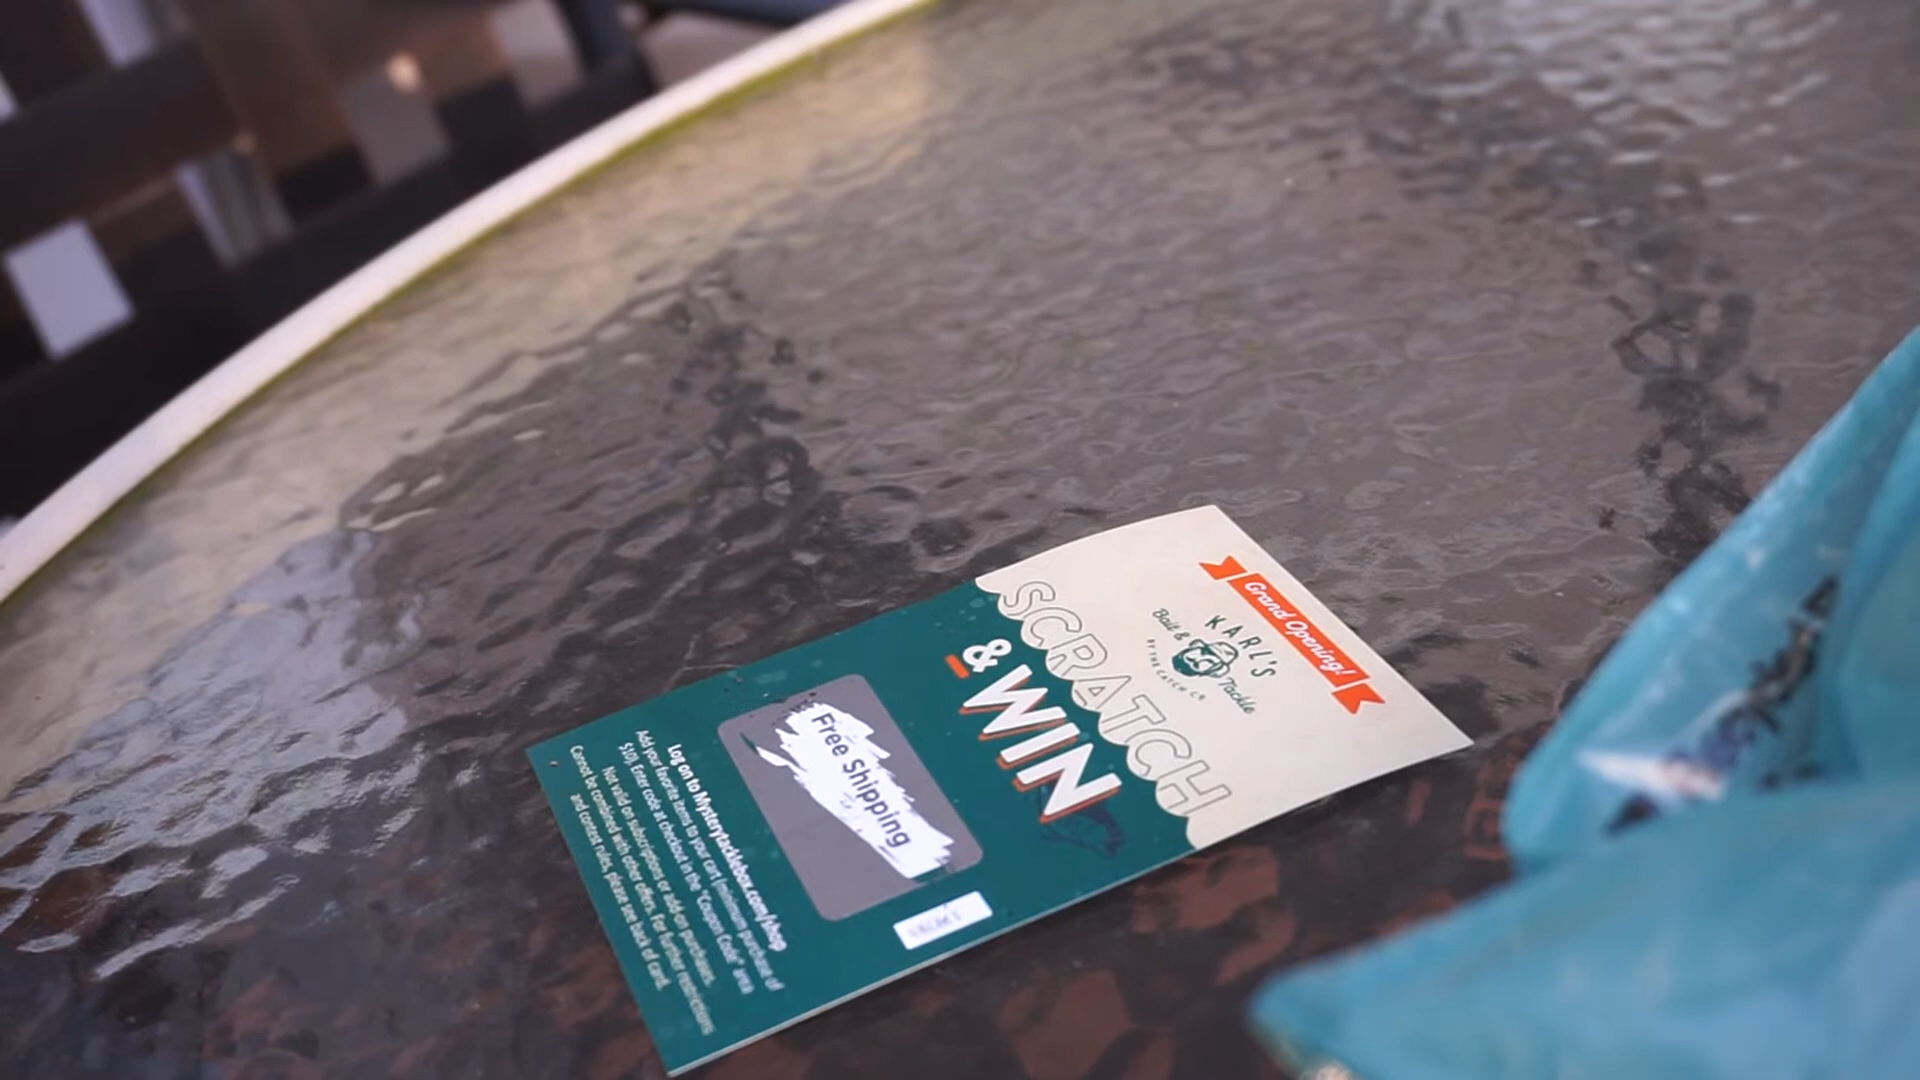 Grand Opening!
KARL'S
Bait & Tackle
BY THE CATCH CO
SCRATCH
& WIN
Free Shipping
Log on to Mysterytacklebox.com/shop
Add your favorite items to your cart (minimum purchase of
$10). Enter code at checkout in the "Coupon Code" area
Not valid on subscriptions or add-on purchases.
Cannot be combined with other offers. For further restrictions
and contest rules, please see back of card.